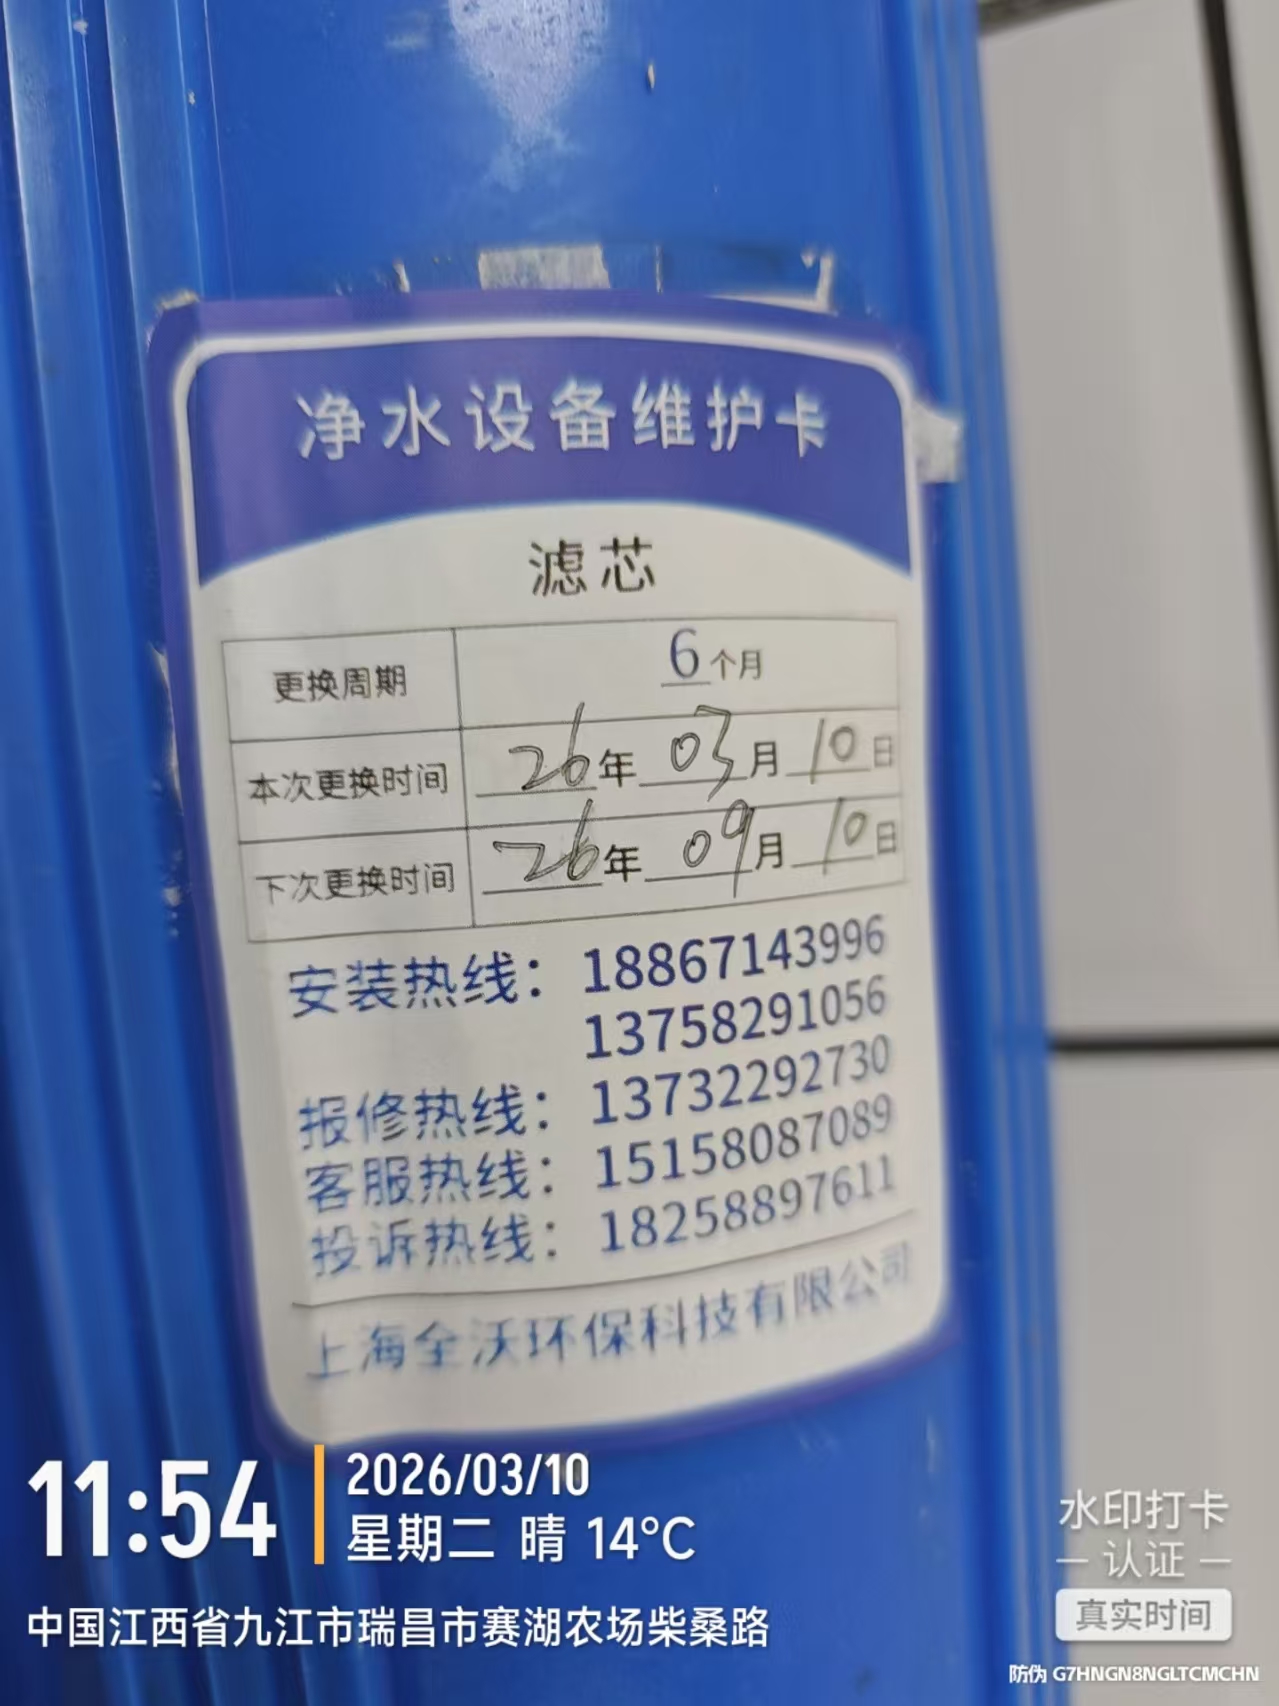 净水设备维护卡
滤芯
更换周期 6个月
本次更换时间 26年03月10日
下次更换时间 26年09月10日
安装热线：18867143996
13758291056
报修热线：13732292730
客服热线：15158087089
投诉热线：18258897611
上海全沃环保科技有限公司
11:54
2026/03/10
星期二 晴 14°C
中国江西省九江市瑞昌市赛湖农场柴桑路
水印打卡
认证
真实时间
防伪 G7HNGN8NGLTCMCHN